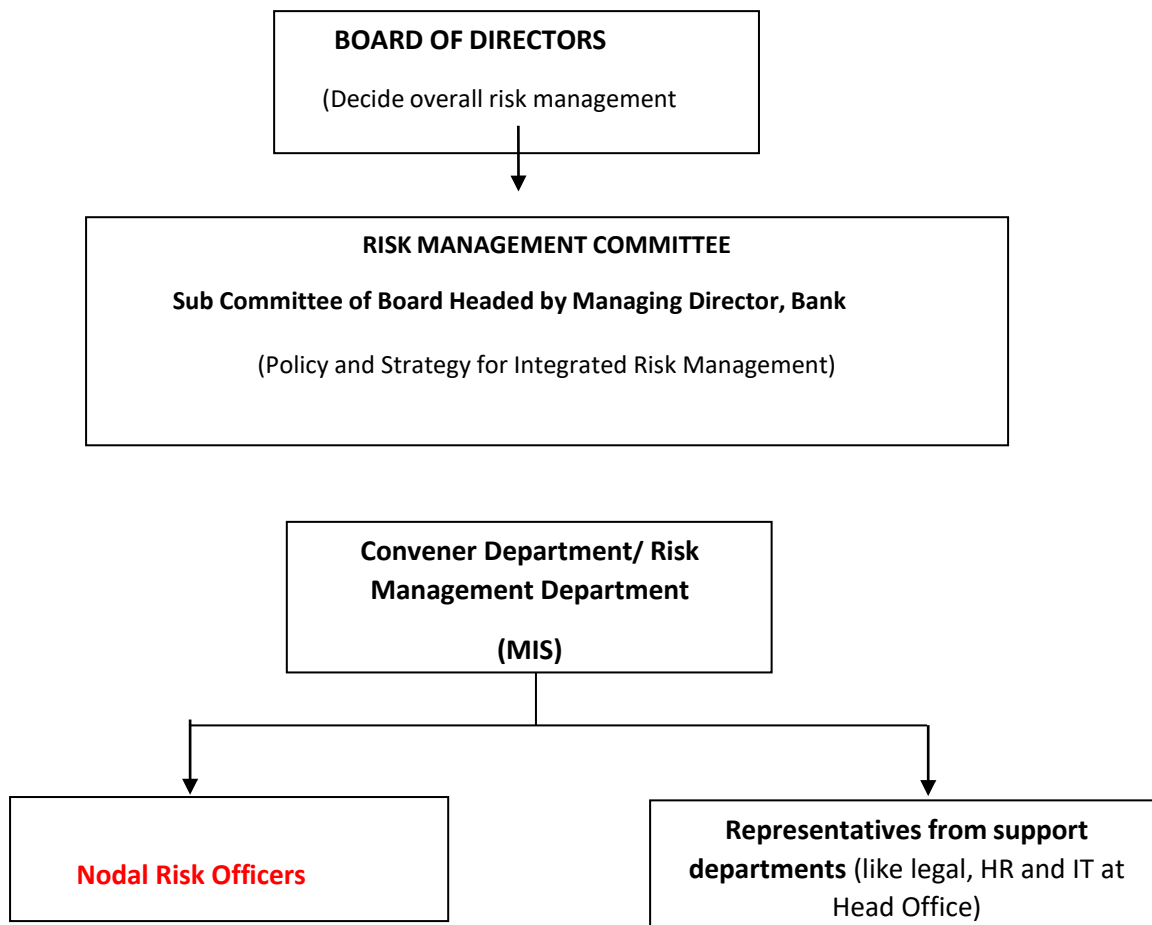 BOARD OF DIRECTORS
(Decide overall risk management
RISK MANAGEMENT COMMITTEE
Sub Committee of Board Headed by Managing Director, Bank
(Policy and Strategy for Integrated Risk Management)
Convener Department/ Risk
Management Department
(MIS)
Nodal Risk Officers
Representatives from support
departments (like legal, HR and IT at
Head Office)